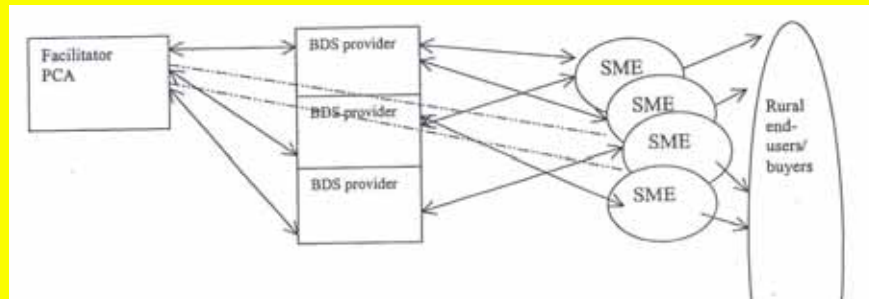 Facilitator
PCA
BDS provider
BDS provider
BDS provider
SME
SME
SME
SME
Rural
end-
users/
buyers